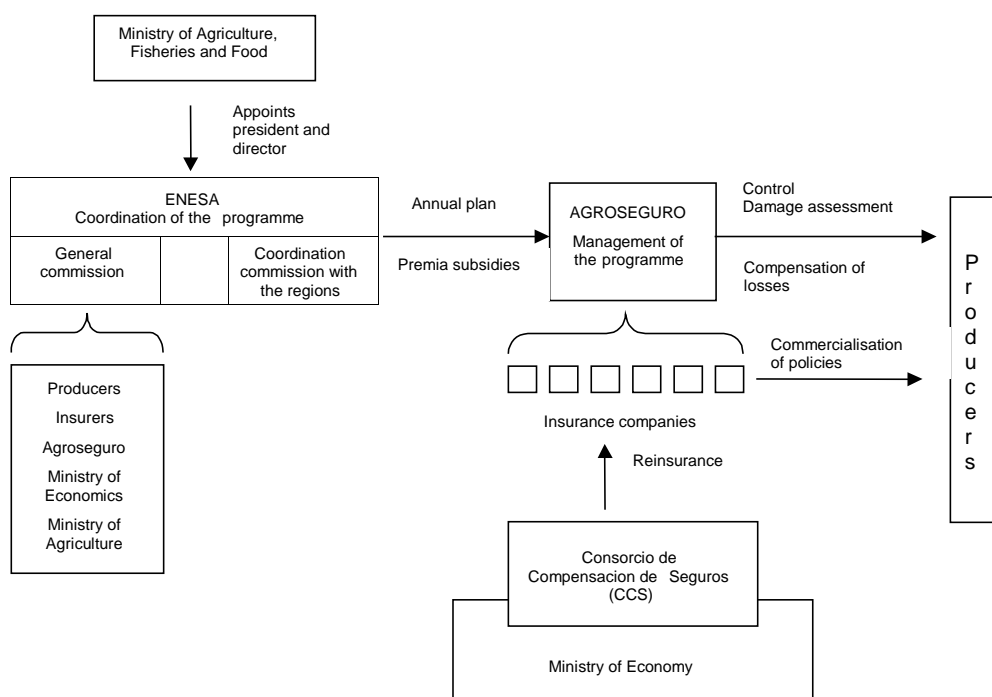 Ministry of Agriculture,
Fisheries and Food
Appoints
president and
director
ENESA
Coordination of the programme
General
commission
Coordination
commission with
the regions
Producers
Insurers
Agroseguro
Ministry of
Economics
Ministry of
Agriculture
Annual plan
Premia subsidies
AGROSEGURO
Management of
the programme
Control
Damage assessment
Compensation of
losses
Commercialisation
of policies
Insurance companies
Reinsurance
Consorcio de
Compensacion de Seguros
(CCS)
Ministry of Economy
P
r
o
d
u
c
e
r
s